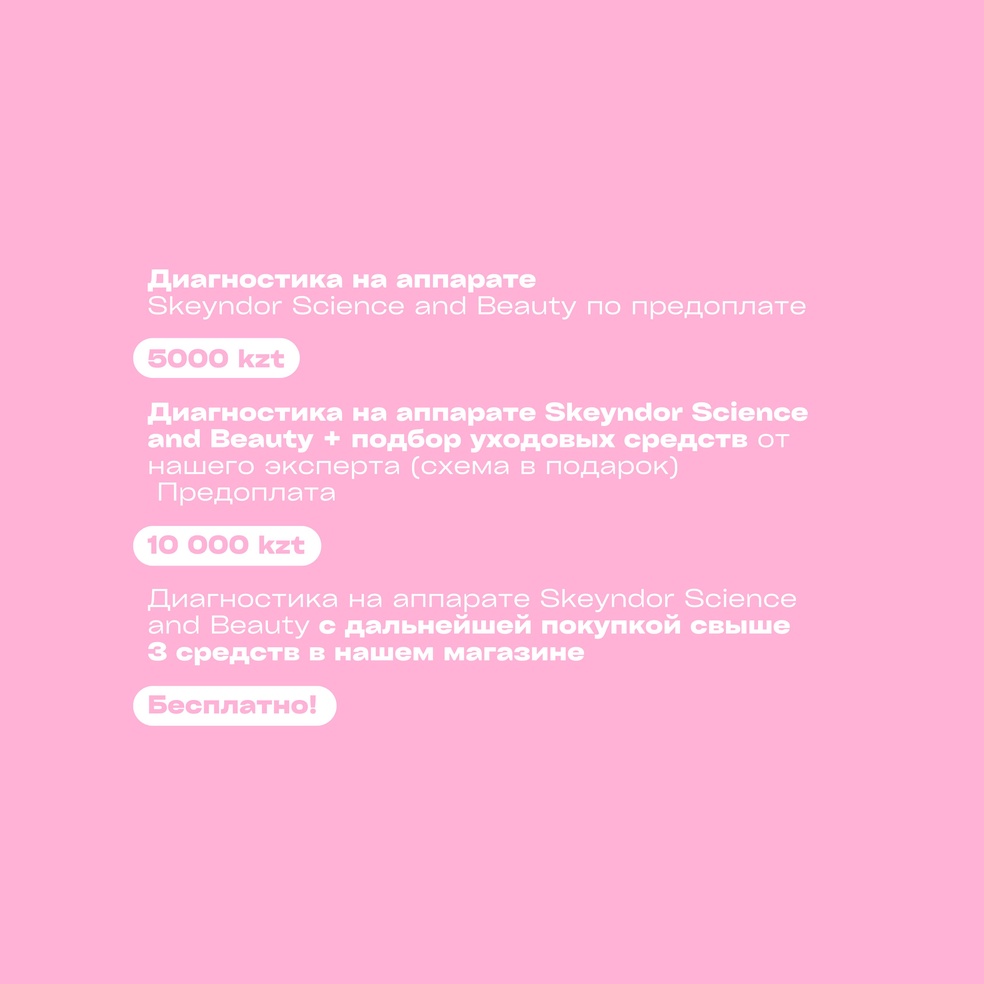 Диагностика на аппарате
Skeyndor Science and Beauty по предоплате
5000 kzt
Диагностика на аппарате Skeyndor Science
and Beauty + подбор уходовых средств от
нашего эксперта (схема в подарок)
Предоплата
10 000 kzt
Диагностика на аппарате Skeyndor Science
and Beauty с дальнейшей покупкой свыше
3 средств в нашем магазине
Бесплатно!